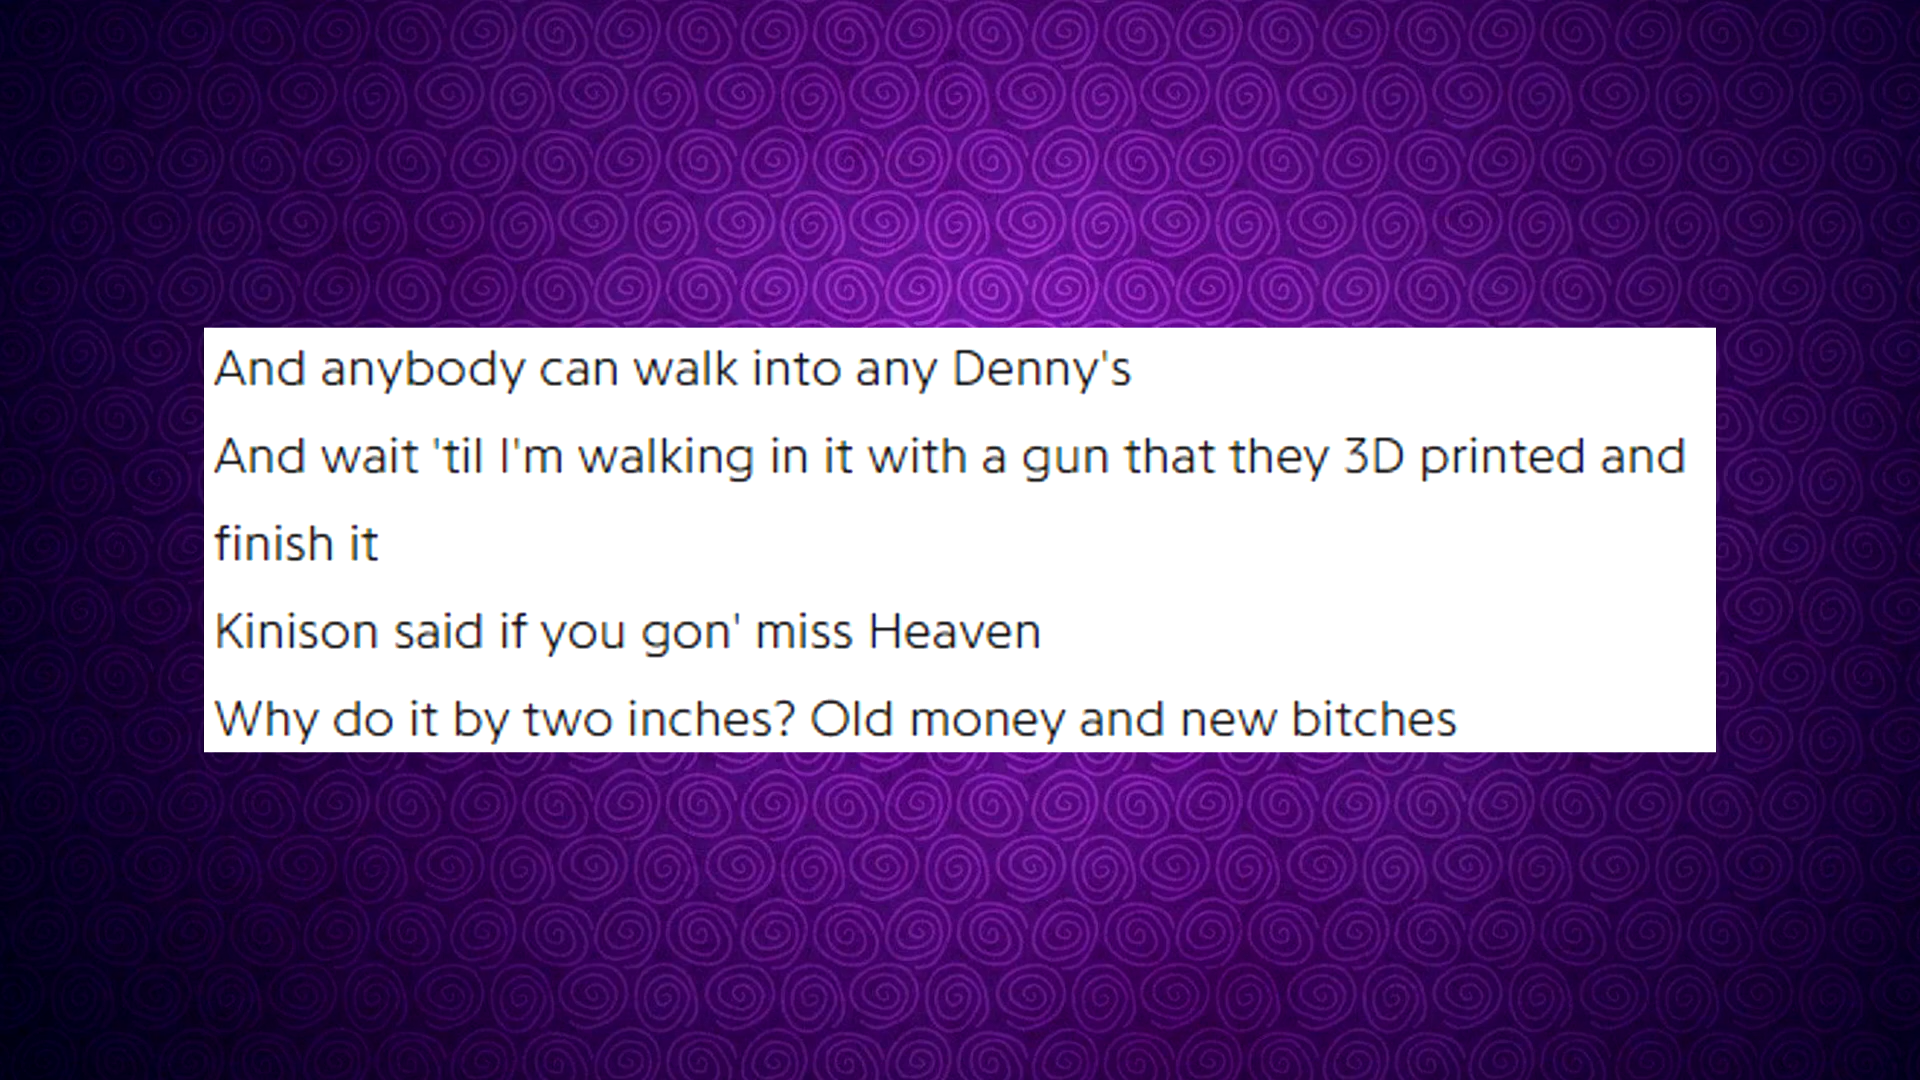 And anybody can walk into any Denny's
And wait 'til I'm walking in it with a gun that they 3D printed and
finish it
Kinison said if you gon' miss Heaven
Why do it by two inches? Old money and new bitches